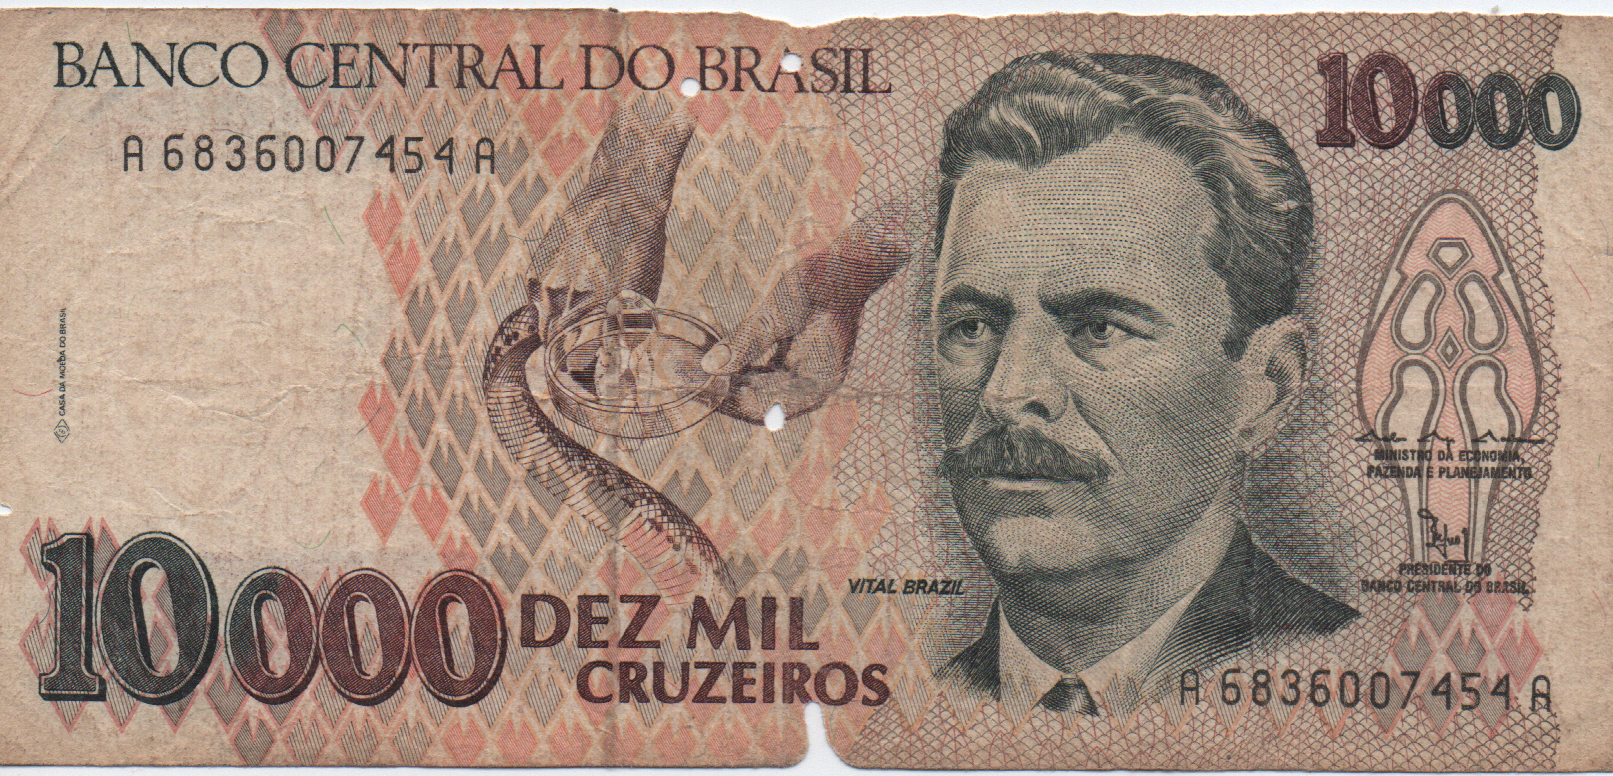 BANCO CENTRAL DO BRASIL
10000
A 6836007454 A
CASA DA MOEDA DO BRASIL
MINISTRO DA ECONOMIA,
FAZENDA E PLANEJAMENTO
PRESIDENTE DO
BANCO CENTRAL DO BRASIL
VITAL BRAZIL
10000
DEZ MIL
CRUZEIROS
A 6836007454 A